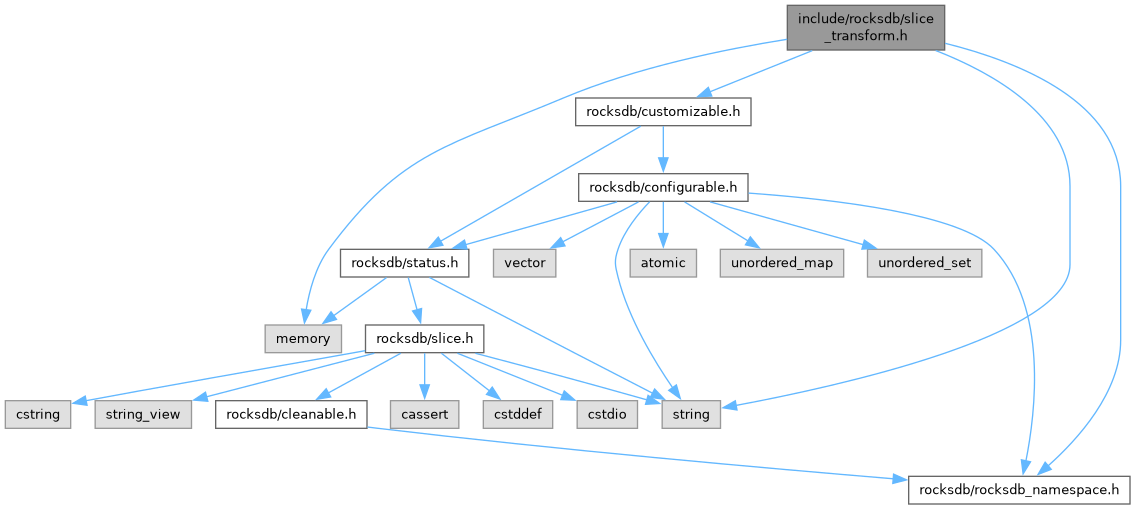 include/rocksdb/slice
_transform.h
rocksdb/customizable.h
rocksdb/configurable.h
rocksdb/status.h
vector
atomic
unordered_map
unordered_set
memory
rocksdb/slice.h
cstring
string_view
rocksdb/cleanable.h
cassert
cstddef
cstdio
string
rocksdb/rocksdb_namespace.h